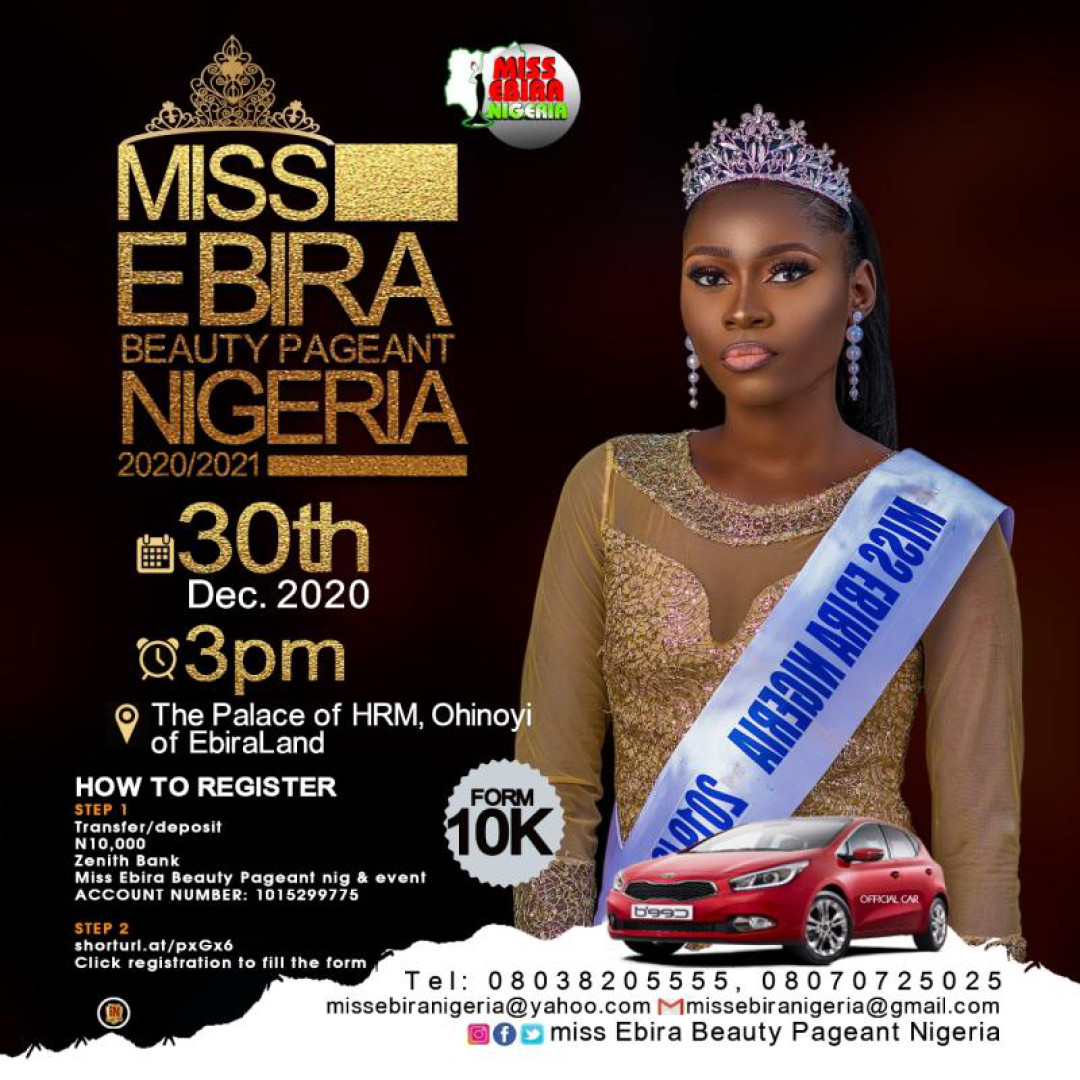 MISS
EBIRA
NIGERIA
MISS
EBIRA
BEAUTY PAGEANT
NIGERIA
2020/2021
30th
Dec. 2020
3pm
The Palace of HRM, Ohinoyi
of EbiraLand
HOW TO REGISTER
STEP 1
Transfer/deposit
N10,000
Zenith Bank
Miss Ebira Beauty Pageant nig & event
ACCOUNT NUMBER: 1015299775
STEP 2
shorturl.at/pxGx6
Click registration to fill the form
FORM
10K
MISS EBIRA NIGERIA
OFFICIAL CAR
Tel: 08038205555, 08070725025
missebiranigeria@yahoo.com missebiranigeria@gmail.com
miss Ebira Beauty Pageant Nigeria